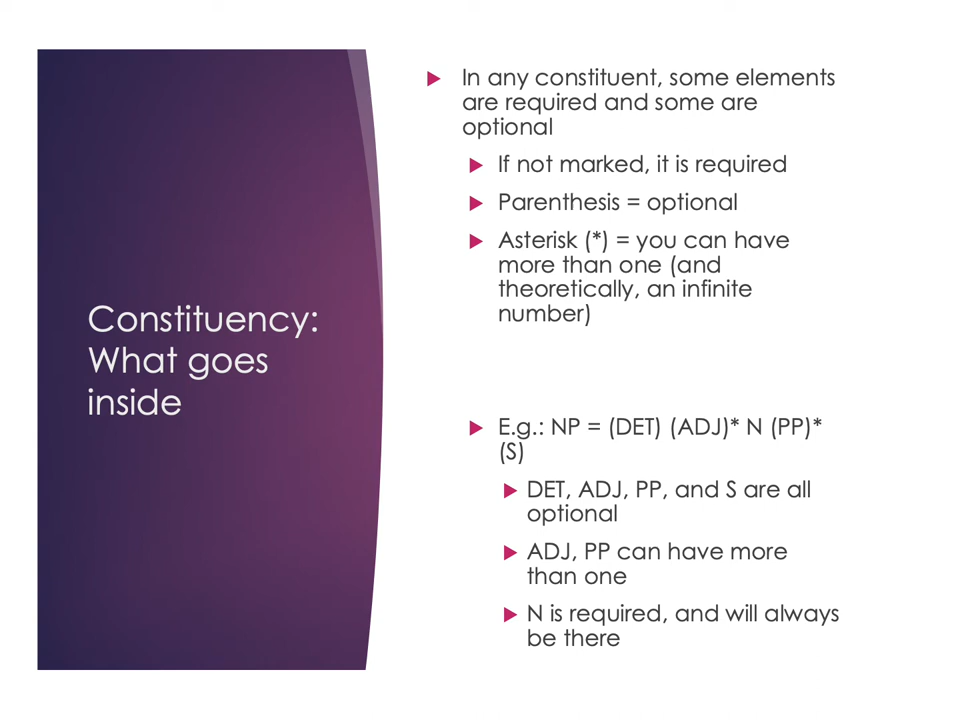 Constituency:
What goes
inside
In any constituent, some elements
are required and some are
optional
If not marked, it is required
Parenthesis = optional
Asterisk (*) = you can have
more than one (and
theoretically, an infinite
number)
E.g.: NP = (DET) (ADJ)* N (PP)*
(S)
DET, ADJ, PP, and S are all
optional
ADJ, PP can have more
than one
N is required, and will always
be there